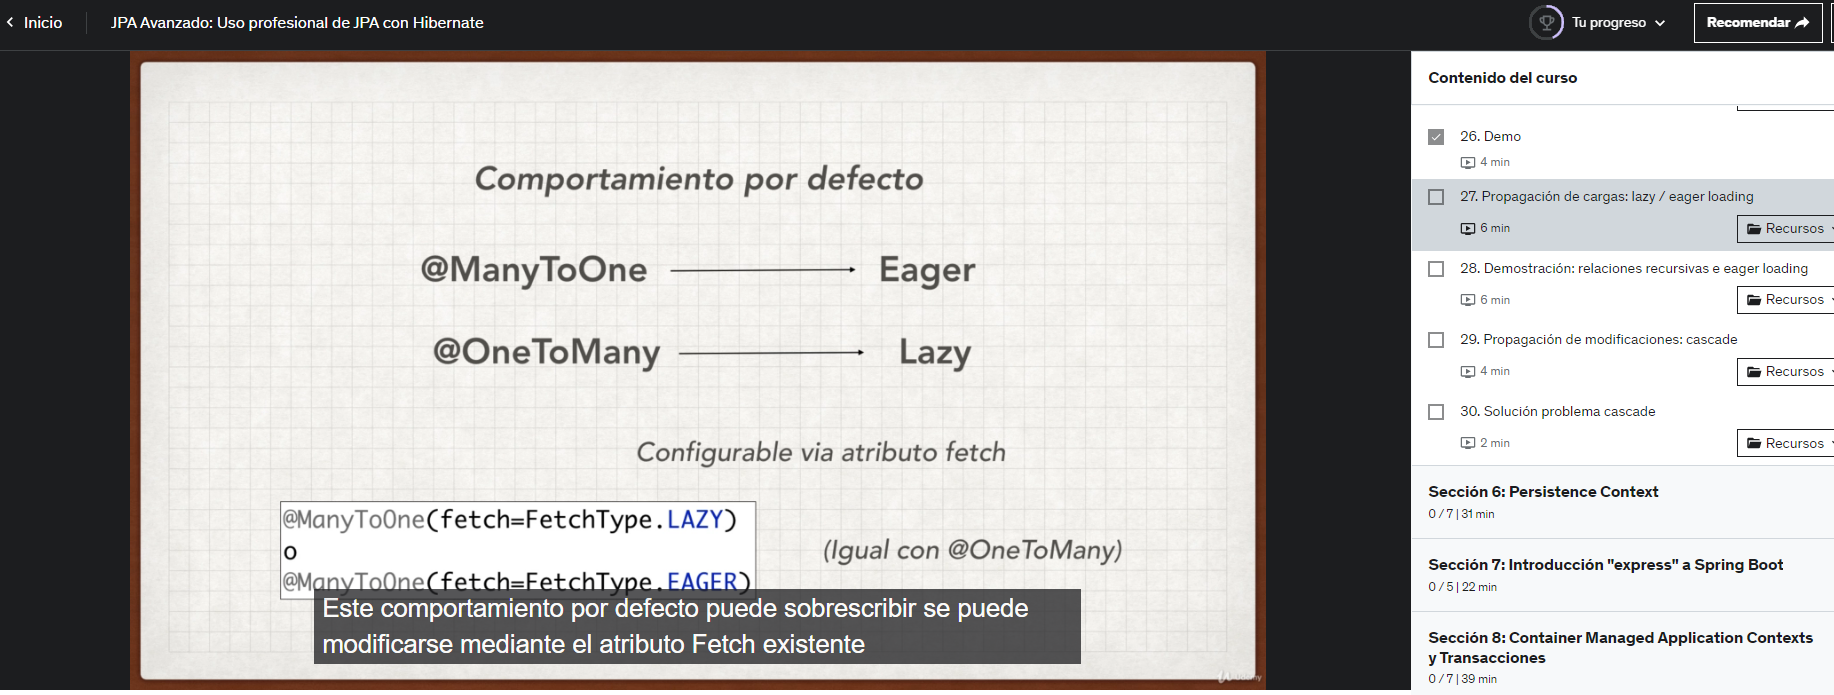 Inicio
JPA Avanzado: Uso profesional de JPA con Hibernate
Tu progreso
Recomendar
Comportamiento por defecto
@ManyToOne
Eager
@OneToMany
Lazy
Configurable via atributo fetch
@ManyToOne(fetch=FetchType.LAZY)
o
@ManyToOne(fetch=FetchType.EAGER)
(Igual con @OneToMany)
Este comportamiento por defecto puede sobrescribir se puede
modificarse mediante el atributo Fetch existente
Udemy
Contenido del curso
26. Demo
4 min
27. Propagación de cargas: lazy / eager loading
6 min
Recursos
28. Demostración: relaciones recursivas e eager loading
6 min
Recursos
29. Propagación de modificaciones: cascade
4 min
Recursos
30. Solución problema cascade
2 min
Recursos
Sección 6: Persistence Context
0 / 7 | 31 min
Sección 7: Introducción "express" a Spring Boot
0 / 5 | 22 min
Sección 8: Container Managed Application Contexts
y Transacciones
0 / 7 | 39 min